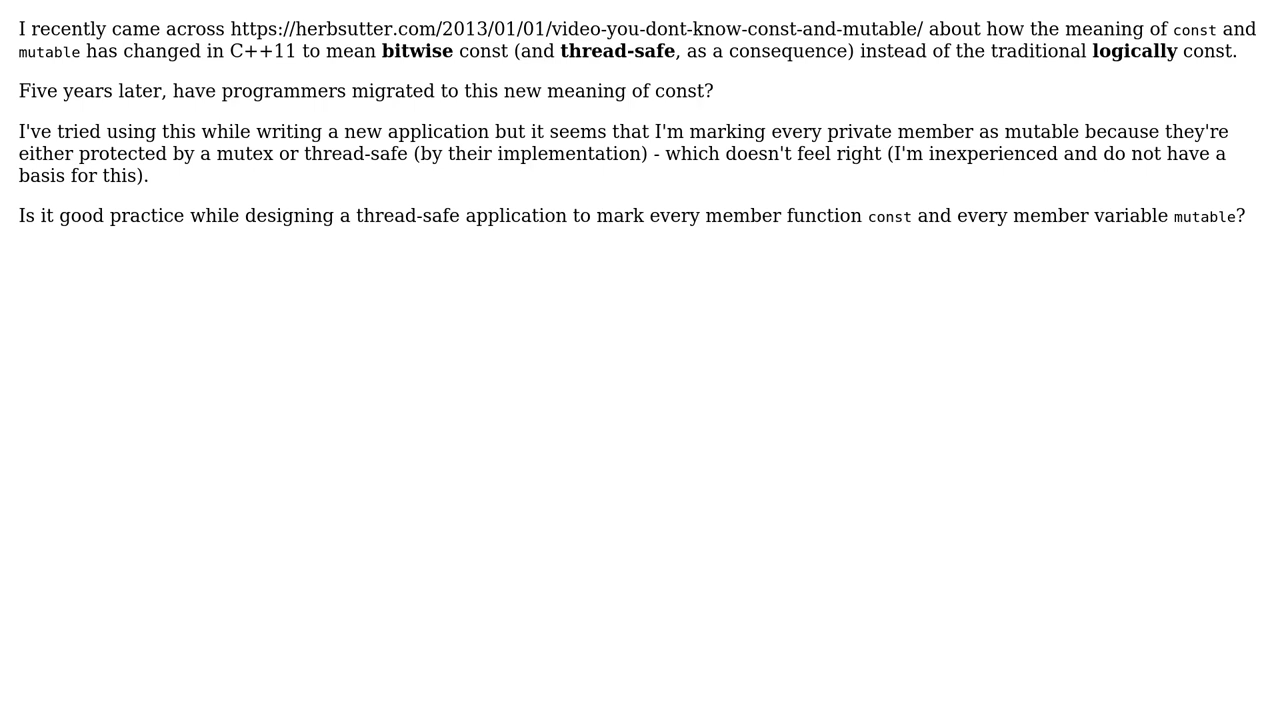 I recently came across https://herbsutter.com/2013/01/01/video-you-dont-know-const-and-mutable/ about how the meaning of const and
mutable has changed in C++11 to mean bitwise const (and thread-safe, as a consequence) instead of the traditional logically const.
Five years later, have programmers migrated to this new meaning of const?
I've tried using this while writing a new application but it seems that I'm marking every private member as mutable because they're
either protected by a mutex or thread-safe (by their implementation) - which doesn't feel right (I'm inexperienced and do not have a
basis for this).
Is it good practice while designing a thread-safe application to mark every member function const and every member variable mutable?